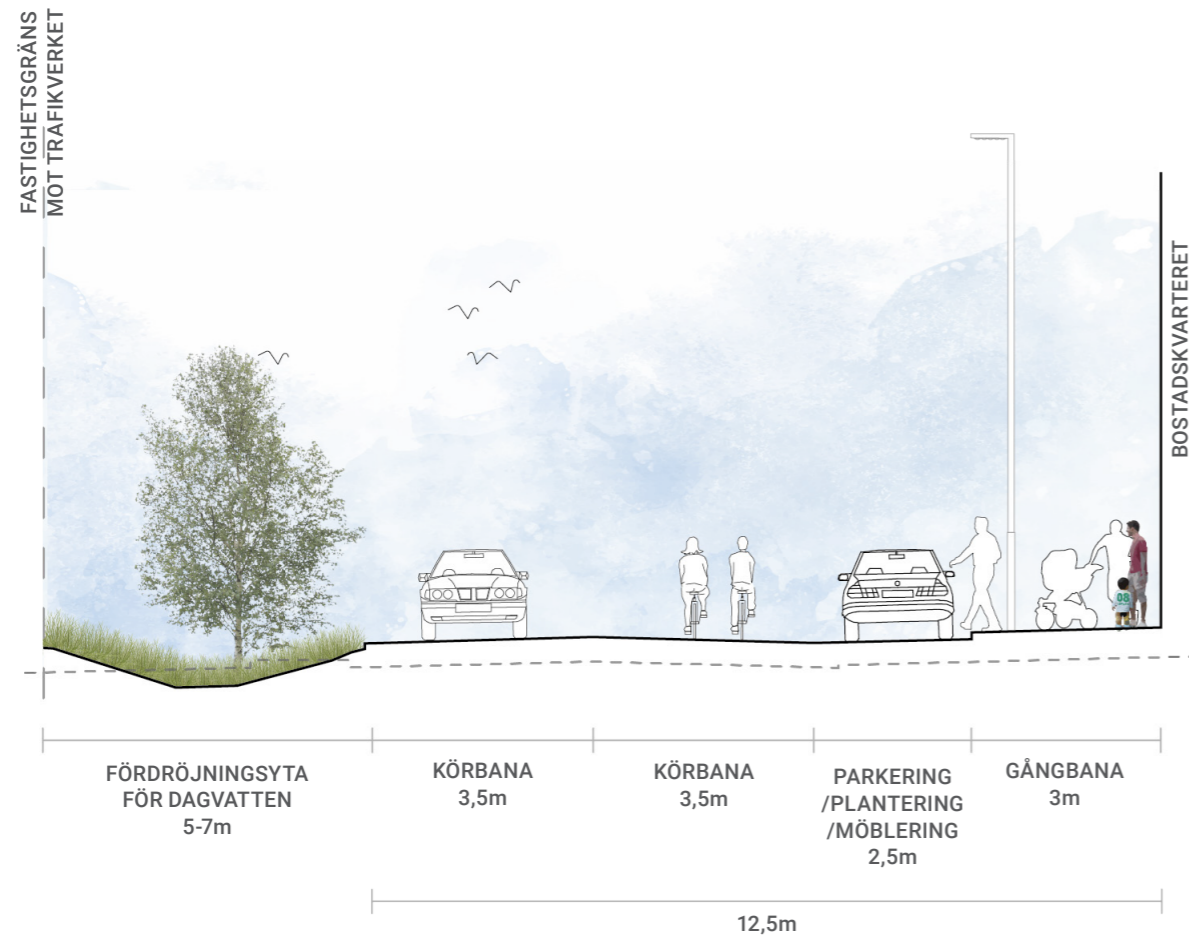 FASTIGHETSGRÄNS
MOT TRAFIKVERKET
BOSTADSKVARTERET
08
FÖRDRÖJNINGSYTA
FÖR DAGVATTEN
5-7m
KÖRBANA
3,5m
KÖRBANA
3,5m
PARKERING
/PLANTERING
/MÖBLERING
2,5m
GÅNGBANA
3m
12,5m